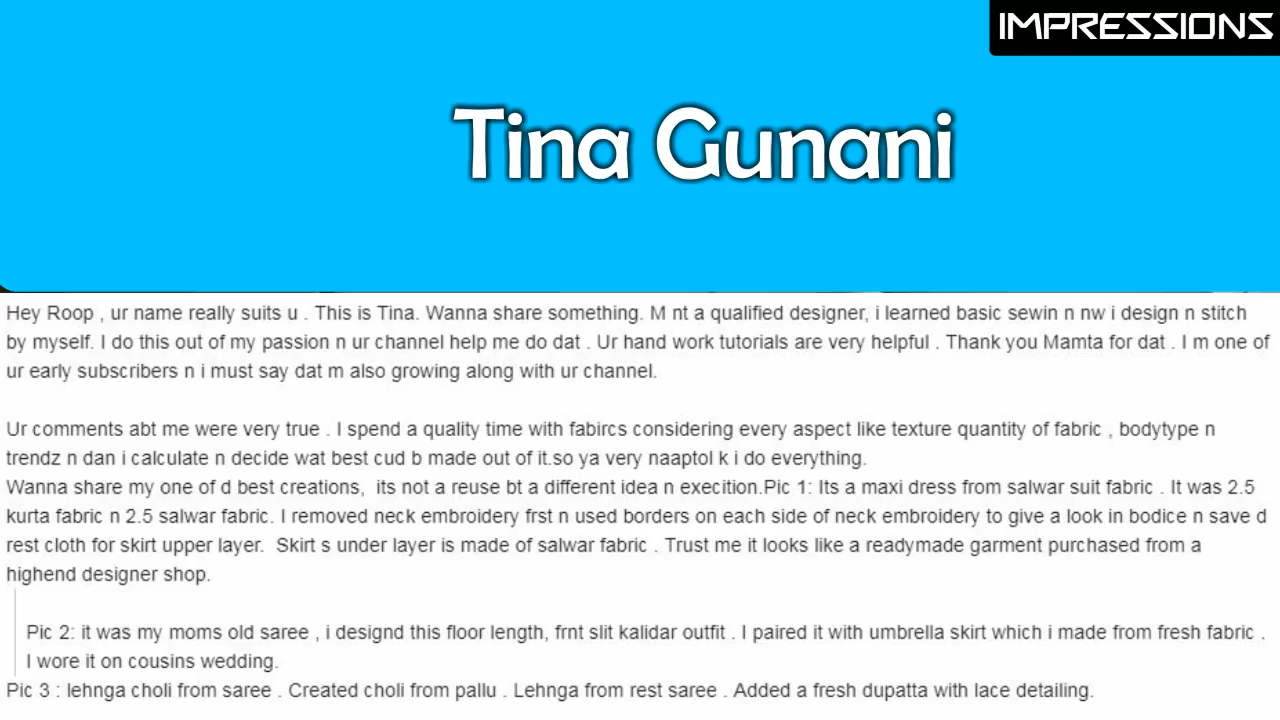 IMPRESSIONS
Tina Gunani
Hey Roop , ur name really suits u . This is Tina. Wanna share something. M nt a qualified designer, i learned basic sewin n nw i design n stitch
by myself. I do this out of my passion n ur channel help me do dat . Ur hand work tutorials are very helpful . Thank you Mamta for dat . I m one of
ur early subscribers n i must say dat m also growing along with ur channel.
Ur comments abt me were very true . I spend a quality time with fabircs considering every aspect like texture quantity of fabric , bodytype n
trendz n dan i calculate n decide wat best cud b made out of it.so ya very naaptol k i do everything.
Wanna share my one of d best creations,  its not a reuse bt a different idea n execition.Pic 1: Its a maxi dress from salwar suit fabric . It was 2.5
kurta fabric n 2.5 salwar fabric. I removed neck embroidery frst n used borders on each side of neck embroidery to give a look in bodice n save d
rest cloth for skirt upper layer.  Skirt s under layer is made of salwar fabric . Trust me it looks like a readymade garment purchased from a
highend designer shop.
Pic 2: it was my moms old saree , i designd this floor length, frnt slit kalidar outfit . I paired it with umbrella skirt which i made from fresh fabric .
I wore it on cousins wedding.
Pic 3 : lehnga choli from saree . Created choli from pallu . Lehnga from rest saree . Added a fresh dupatta with lace detailing.